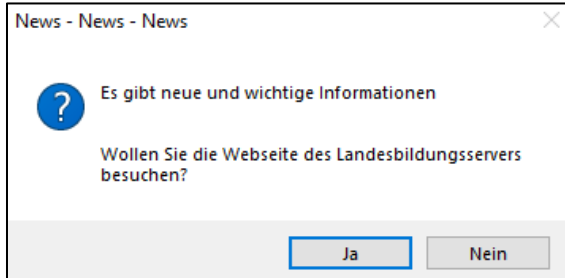 News - News - News
Es gibt neue und wichtige Informationen
Wollen Sie die Webseite des Landesbildungsservers
besuchen?
Ja
Nein